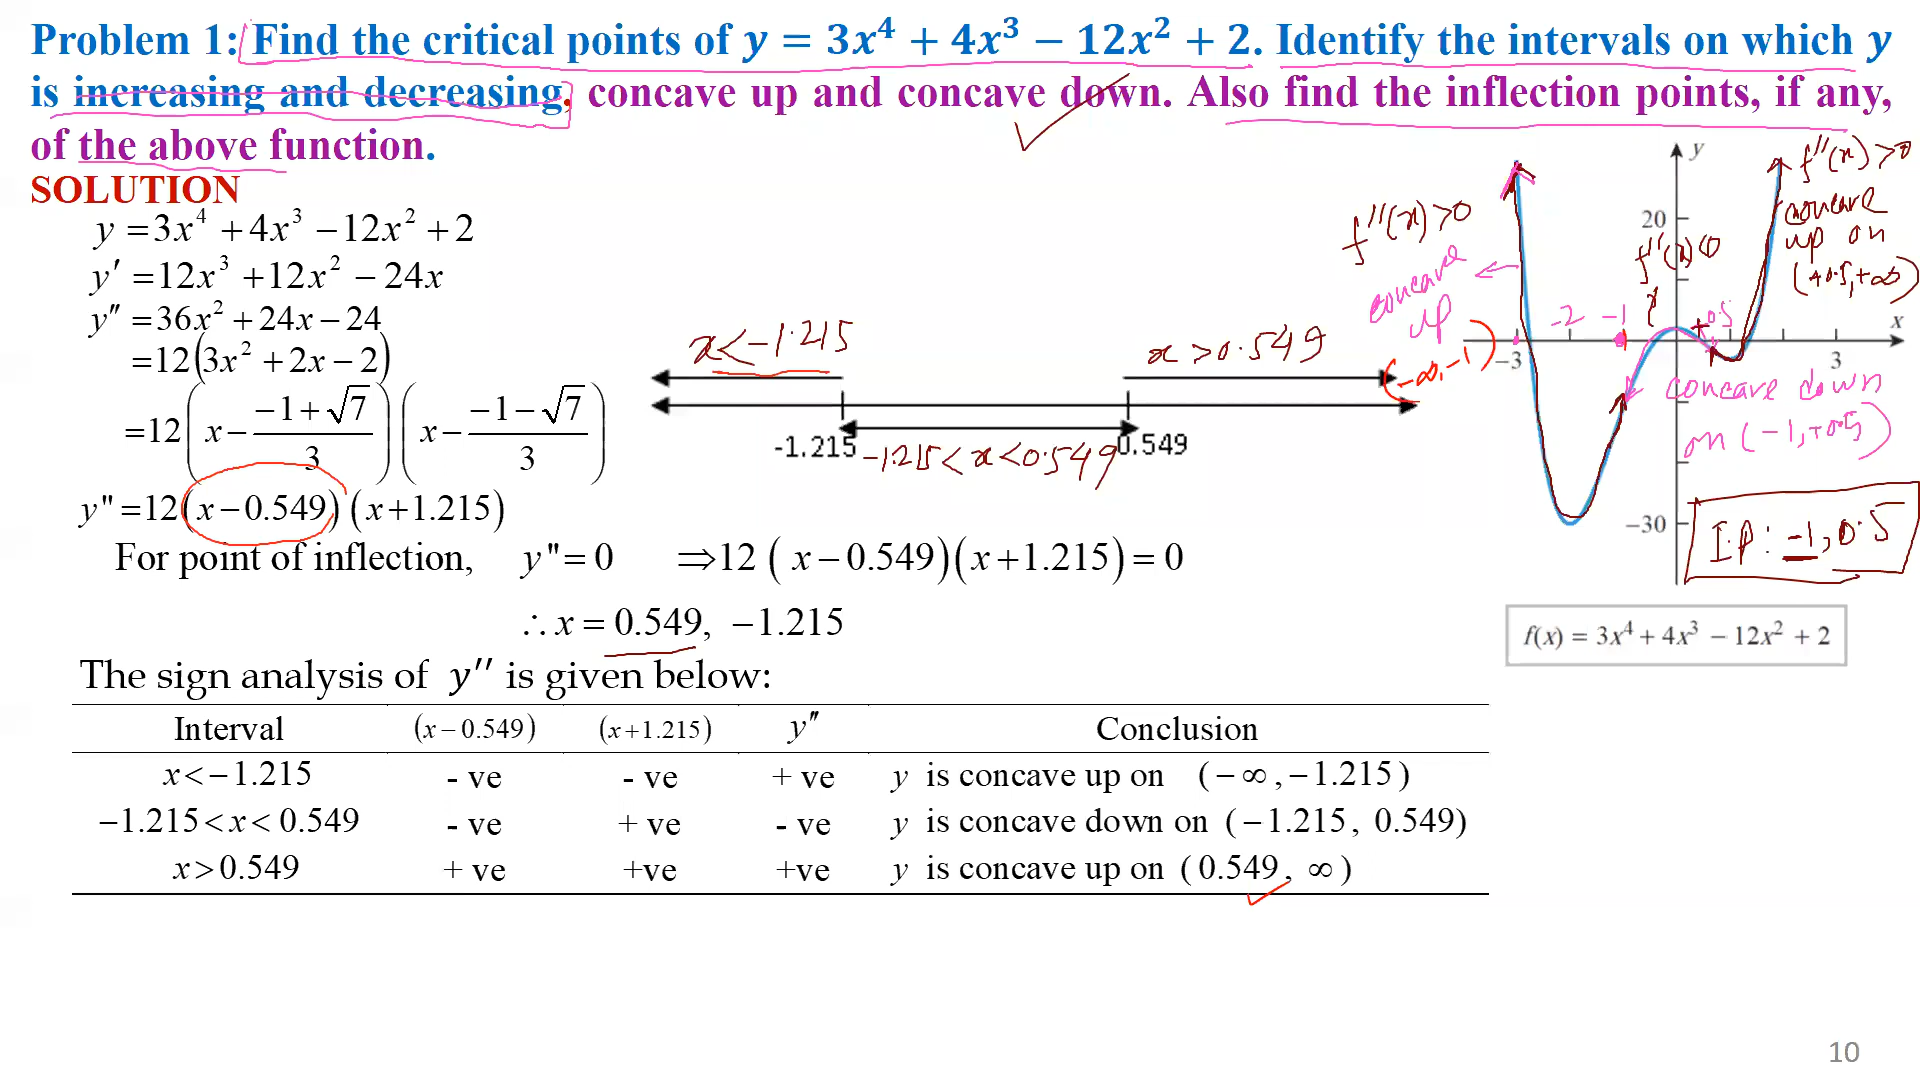 Problem 1: Find the critical points of y = 3x⁴ + 4x³ − 12x² + 2. Identify the intervals on which y
is increasing and decreasing, concave up and concave down. Also find the inflection points, if any,
of the above function.
SOLUTION
y = 3x⁴ + 4x³ − 12x² + 2
y′ = 12x³ + 12x² − 24x
y″ = 36x² + 24x − 24
= 12(3x² + 2x − 2)
= 12(x − (−1+√7)/3)(x − (−1−√7)/3)
y" = 12(x − 0.549)(x + 1.215)
x < −1.215
x > 0.549
-1.215
−1.215 < x < 0.549
0.549
For point of inflection, y" = 0 ⇒ 12 (x − 0.549)(x + 1.215) = 0
∴ x = 0.549, −1.215
The sign analysis of y″ is given below:
Interval (x − 0.549) (x + 1.215) y″ Conclusion
x < −1.215 - ve - ve + ve y is concave up on (−∞, −1.215)
−1.215 < x < 0.549 - ve + ve - ve y is concave down on (−1.215, 0.549)
x > 0.549 + ve +ve +ve y is concave up on (0.549, ∞)
y
f″(x) > 0
concave
up on
(+0.5, +∞)
20
f″(x) > 0
f″(x) < 0
concave
up
(−∞, −1)
-2 -1 +0.5
x
−3 3
concave down
on (−1, +0.5)
−30
I.P : −1, 0.5
f(x) = 3x⁴ + 4x³ − 12x² + 2
10